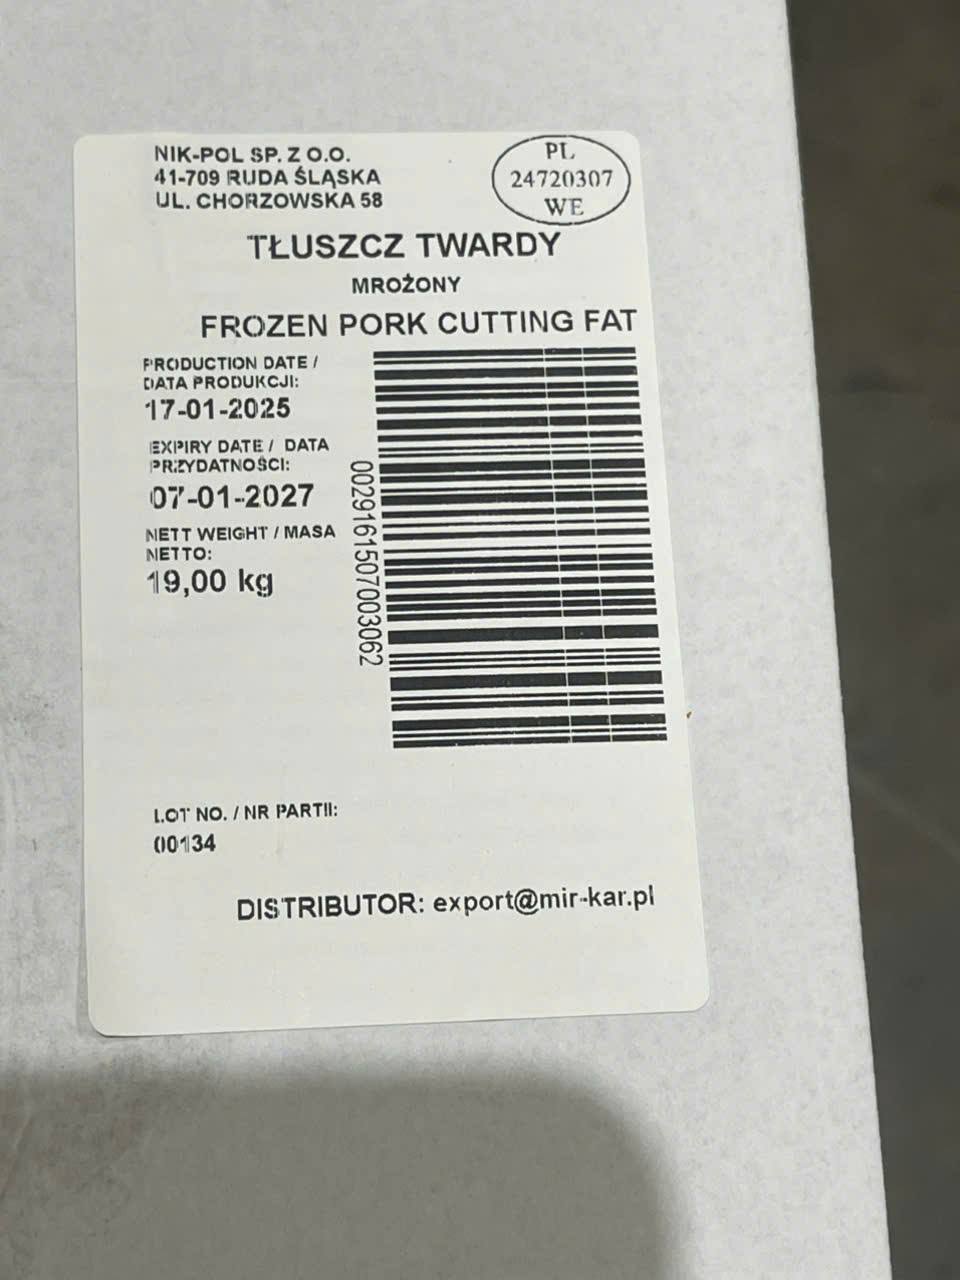 NIK-POL SP. Z O.O.
41-709 RUDA ŚLĄSKA
UL. CHORZOWSKA 58
PL
24720307
WE
TŁUSZCZ TWARDY
MROŻONY
FROZEN PORK CUTTING FAT
PRODUCTION DATE /
DATA PRODUKCJI:
17-01-2025
EXPIRY DATE / DATA
PRZYDATNOŚCI:
07-01-2027
NETT WEIGHT / MASA
NETTO:
19,00 kg
0029161507003062
LOT NO. / NR PARTII:
00134
DISTRIBUTOR: export@mir-kar.pl